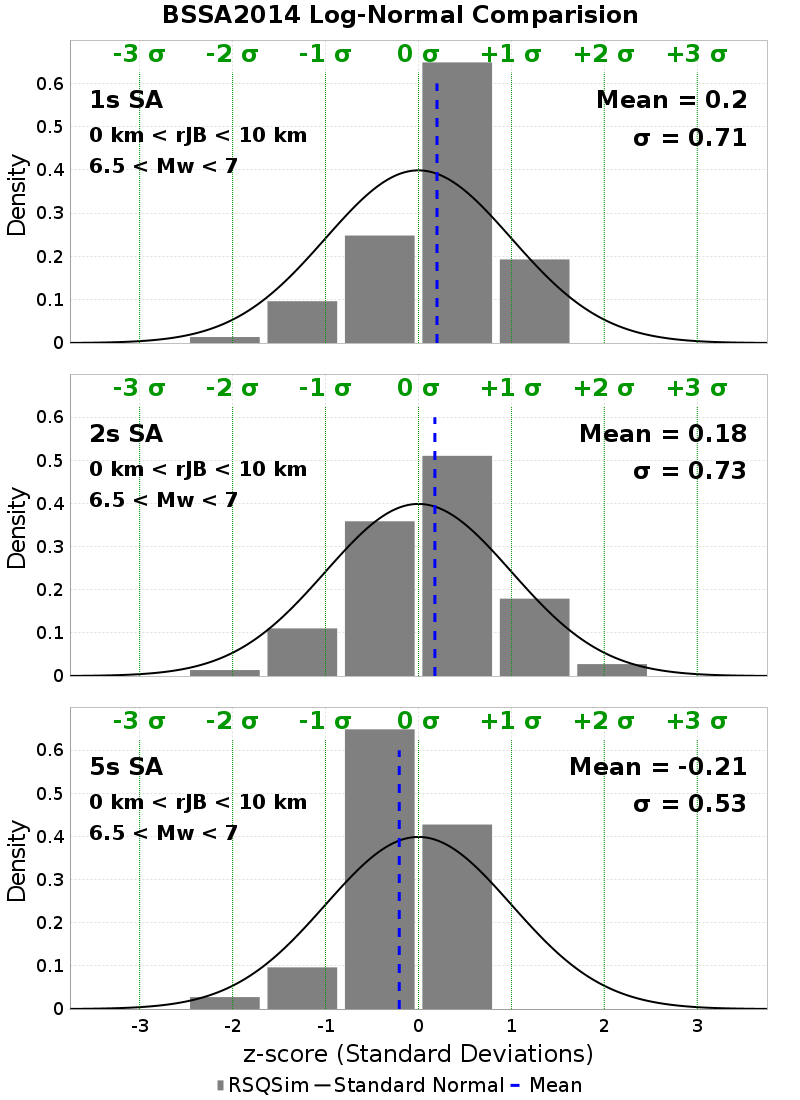 BSSA2014 Log-Normal Comparision
-3 σ -2 σ -1 σ 0 σ +1 σ +2 σ +3 σ
1s SA
Mean = 0.2
0 km < rJB < 10 km
σ = 0.71
6.5 < Mw < 7
Density
0.6
0.5
0.4
0.3
0.2
0.1
0
-3 σ -2 σ -1 σ 0 σ +1 σ +2 σ +3 σ
2s SA
Mean = 0.18
0 km < rJB < 10 km
σ = 0.73
6.5 < Mw < 7
Density
0.6
0.5
0.4
0.3
0.2
0.1
0
-3 σ -2 σ -1 σ 0 σ +1 σ +2 σ +3 σ
5s SA
Mean = -0.21
0 km < rJB < 10 km
σ = 0.53
6.5 < Mw < 7
Density
0.6
0.5
0.4
0.3
0.2
0.1
0
-3 -2 -1 0 1 2 3
z-score (Standard Deviations)
RSQSim Standard Normal Mean